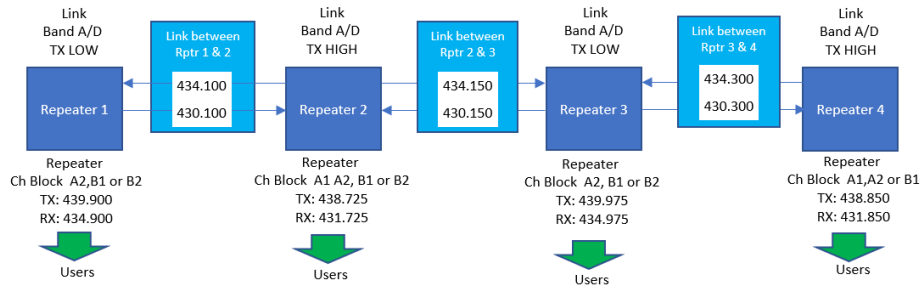 Link
Band A/D
TX LOW
Link between
Rptr 1 & 2
434.100
430.100
Link
Band A/D
TX HIGH
Link between
Rptr 2 & 3
434.150
430.150
Link
Band A/D
TX LOW
Link between
Rptr 3 & 4
434.300
430.300
Link
Band A/D
TX HIGH
Repeater 1
Repeater 2
Repeater 3
Repeater 4
Repeater
Ch Block A2,B1 or B2
TX: 439.900
RX: 434.900
Users
Repeater
Ch Block A1 A2, B1 or B2
TX: 438.725
RX: 431.725
Users
Repeater
Ch Block A2, B1 or B2
TX: 439.975
RX: 434.975
Users
Repeater
Ch Block A1,A2 or B1
TX: 438.850
RX: 431.850
Users